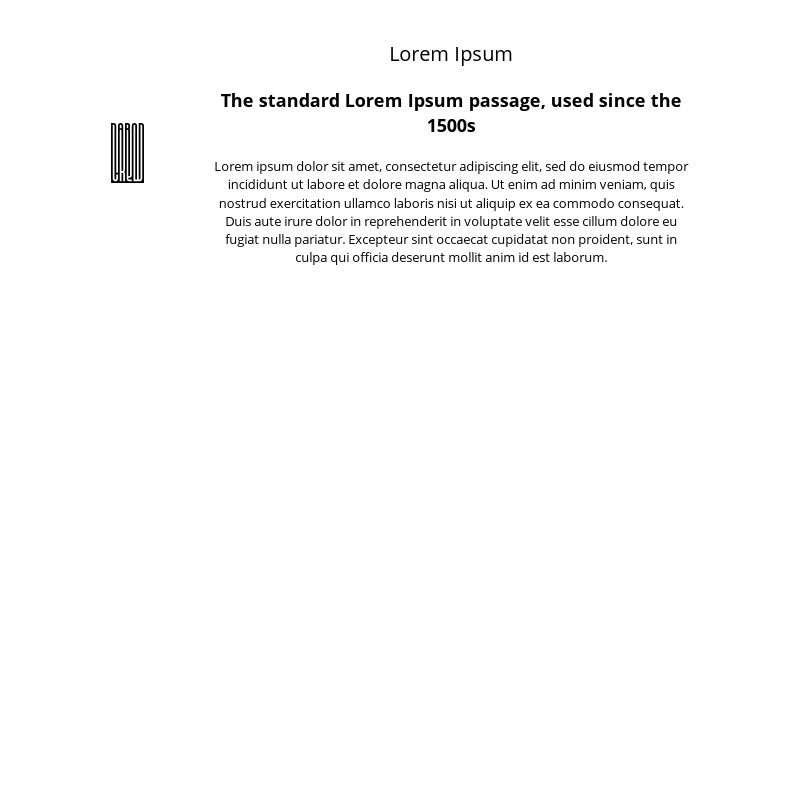 Lorem Ipsum
The standard Lorem Ipsum passage, used since the
1500s
Lorem ipsum dolor sit amet, consectetur adipiscing elit, sed do eiusmod tempor
incididunt ut labore et dolore magna aliqua. Ut enim ad minim veniam, quis
nostrud exercitation ullamco laboris nisi ut aliquip ex ea commodo consequat.
Duis aute irure dolor in reprehenderit in voluptate velit esse cillum dolore eu
fugiat nulla pariatur. Excepteur sint occaecat cupidatat non proident, sunt in
culpa qui officia deserunt mollit anim id est laborum.